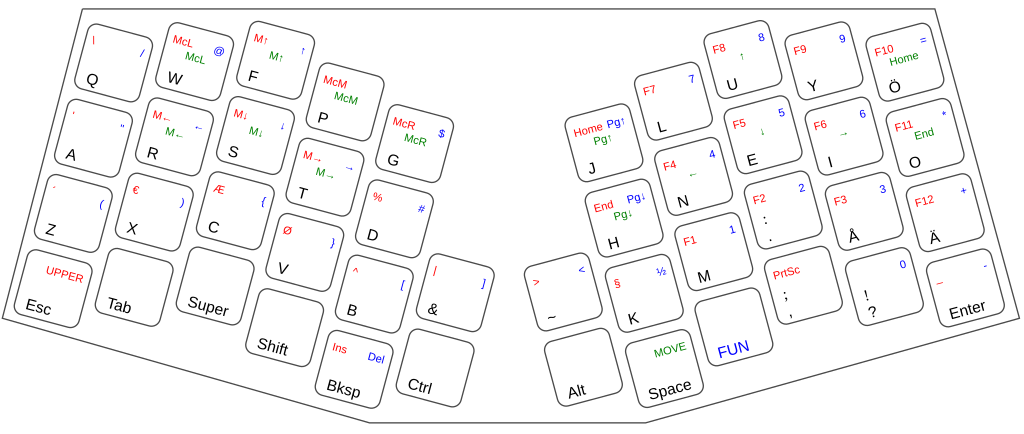 \ / Q
McL @ McL W
M↑ ↑ M↑ F
McM McM P
McR $ McR G
' " A
M← ← M← R
M↓ ↓ M↓ S
M→ → M→ T
% # D
´ ( Z
€ ) X
Æ { C
Ø } V
^ [ B
| ] &
UPPER Esc
Tab
Super
Shift
Ins Del Bksp
Ctrl
Home Pg↑ Pg↑ J
F7 7 L
F8 8 ↑ U
F9 9 Y
F10 = Home Ö
End Pg↓ Pg↓ H
F4 4 ← N
F5 5 ↓ E
F6 6 → I
F11 * End O
> < ~
§ ½ K
F1 1 M
F2 2 : .
F3 3 Å
F12 + Ä
Alt
MOVE Space
FUN
PrtSc ; ,
0 ! ?
_ - Enter